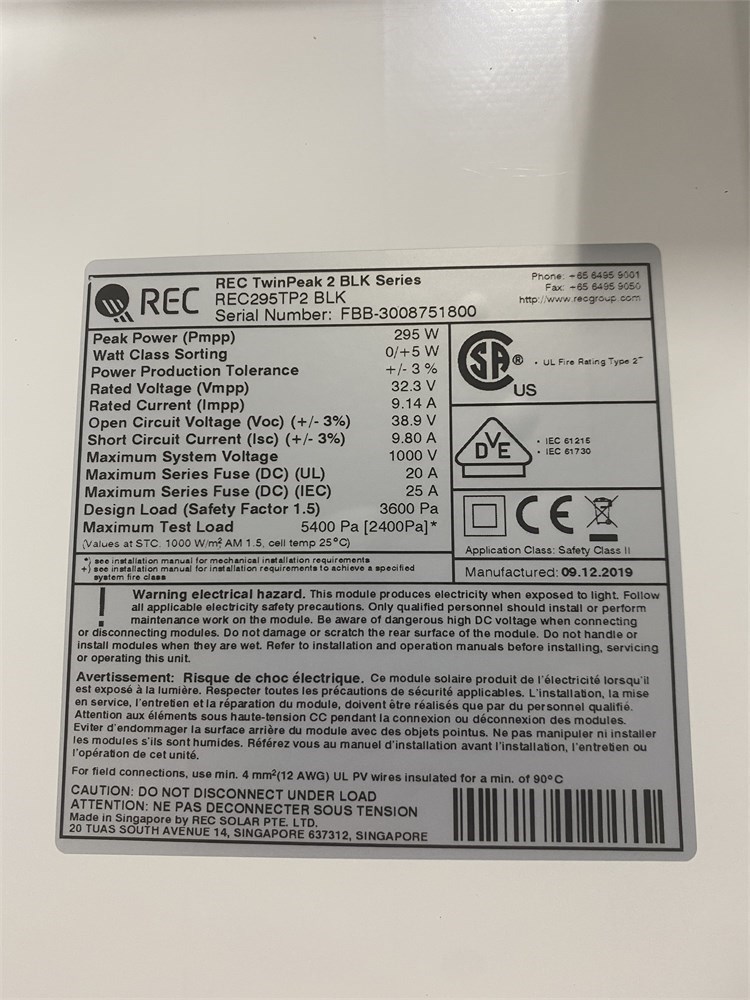 REC
REC TwinPeak 2 BLK Series
REC295TP2 BLK
Serial Number: FBB-3008751800
Phone: +65 6495 9001
Fax: +65 6495 9050
http://www.recgroup.com
Peak Power (Pmpp) 295 W
Watt Class Sorting 0/+5 W
Power Production Tolerance +/- 3 %
Rated Voltage (Vmpp) 32.3 V
Rated Current (Impp) 9.14 A
Open Circuit Voltage (Voc) (+/- 3%) 38.9 V
Short Circuit Current (Isc) (+/- 3%) 9.80 A
Maximum System Voltage 1000 V
Maximum Series Fuse (DC) (UL) 20 A
Maximum Series Fuse (DC) (IEC) 25 A
Design Load (Safety Factor 1.5) 3600 Pa
Maximum Test Load 5400 Pa [2400Pa]*
(Values at STC. 1000 W/m² AM 1.5, cell temp 25°C)
*) see installation manual for mechanical installation requirements
+) see installation manual for installation requirements to achieve a specified
system fire class
SA ® US
• UL Fire Rating Type 2+
DVE
• IEC 61215
• IEC 61730
CE
Application Class: Safety Class II
Manufactured: 09.12.2019
! Warning electrical hazard. This module produces electricity when exposed to light. Follow
all applicable electricity safety precautions. Only qualified personnel should install or perform
maintenance work on the module. Be aware of dangerous high DC voltage when connecting
or disconnecting modules. Do not damage or scratch the rear surface of the module. Do not handle or
install modules when they are wet. Refer to installation and operation manuals before installing, servicing
or operating this unit.
Avertissement: Risque de choc électrique. Ce module solaire produit de l'électricité lorsqu'il
est exposé à la lumière. Respecter toutes les précautions de sécurité applicables. L'installation, la mise
en service, l'entretien et la réparation du module, doivent être réalisés que par du personnel qualifié.
Attention aux éléments sous haute-tension CC pendant la connexion ou déconnexion des modules.
Eviter d'endommager la surface arrière du module avec des objets pointus. Ne pas manipuler ni installer
les modules s'ils sont humides. Référez vous au manuel d'installation avant l'installation, l'entretien ou
l'opération de cet unité.
For field connections, use min. 4 mm²(12 AWG) UL PV wires insulated for a min. of 90°C
CAUTION: DO NOT DISCONNECT UNDER LOAD
ATTENTION: NE PAS DECONNECTER SOUS TENSION
Made in Singapore by REC SOLAR PTE. LTD.
20 TUAS SOUTH AVENUE 14, SINGAPORE 637312, SINGAPORE